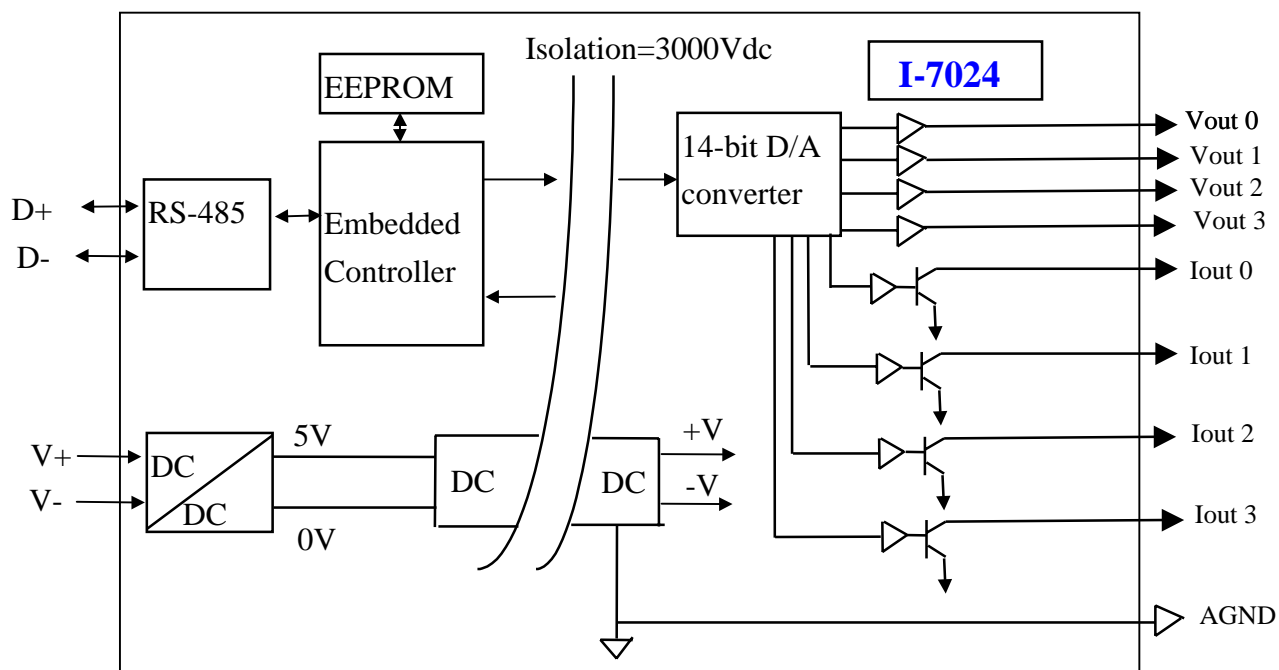 Isolation=3000Vdc
I-7024
EEPROM
Vout 0
14-bit D/A
converter
Vout 1
Vout 2
Vout 3
D+
D-
RS-485
Embedded
Controller
Iout 0
Iout 1
Iout 2
Iout 3
V+
V-
DC
DC
5V
0V
DC
DC
+V
-V
AGND